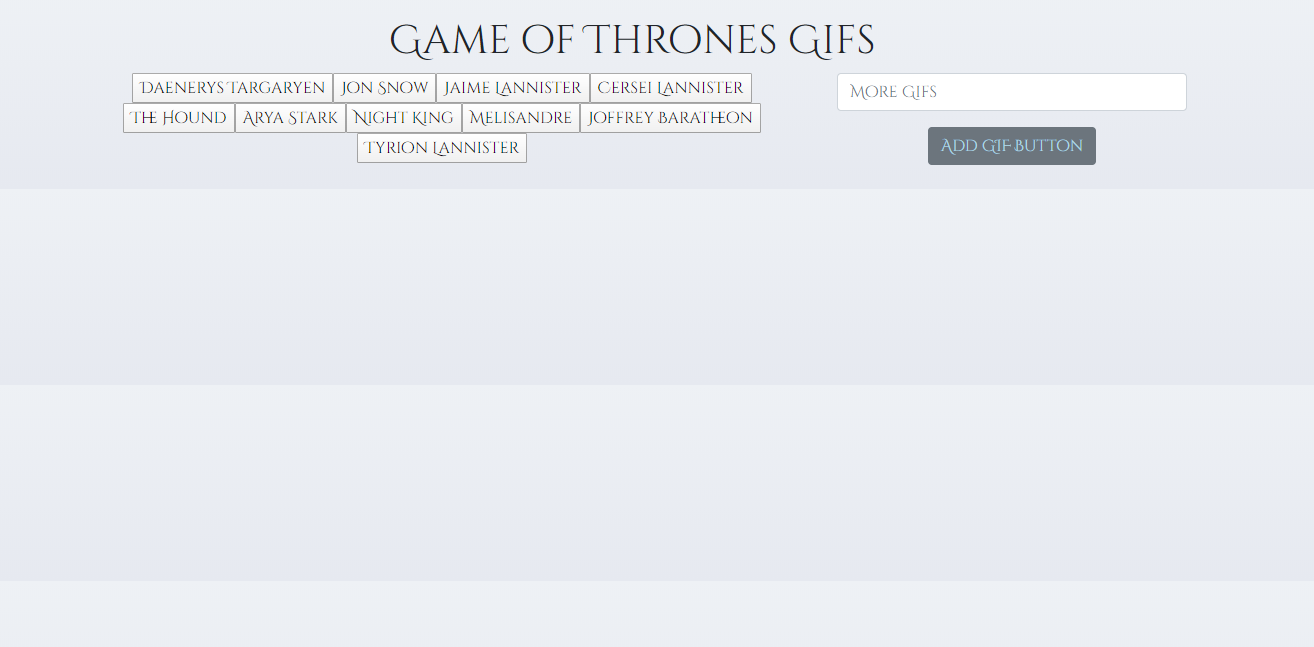 Game of Thrones Gifs
Daenerys Targaryen Jon Snow Jaime Lannister Cersei Lannister
The Hound Arya Stark Night King Melisandre Joffrey Baratheon
Tyrion Lannister
More Gifs
Add GIF Button